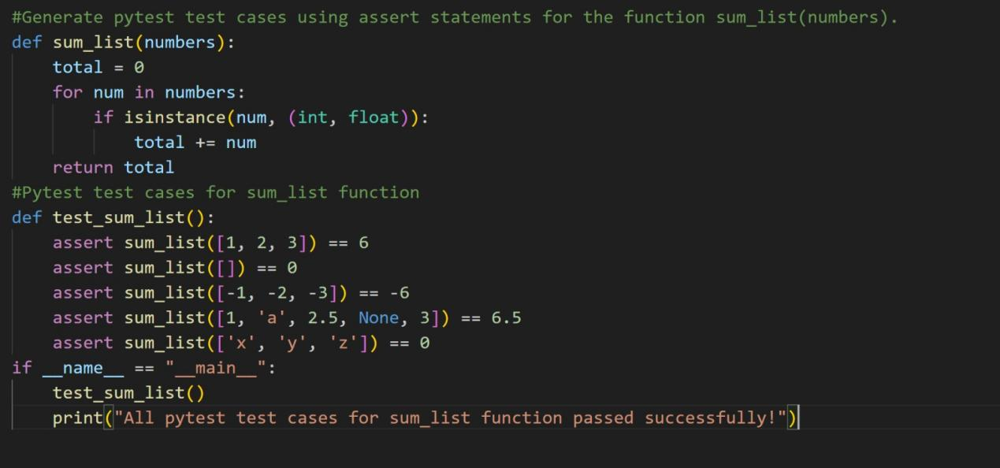 #Generate pytest test cases using assert statements for the function sum_list(numbers).
def sum_list(numbers):
    total = 0
    for num in numbers:
        if isinstance(num, (int, float)):
            total += num
    return total
#Pytest test cases for sum_list function
def test_sum_list():
    assert sum_list([1, 2, 3]) == 6
    assert sum_list([]) == 0
    assert sum_list([-1, -2, -3]) == -6
    assert sum_list([1, 'a', 2.5, None, 3]) == 6.5
    assert sum_list(['x', 'y', 'z']) == 0
if __name__ == "__main__":
    test_sum_list()
    print("All pytest test cases for sum_list function passed successfully!")